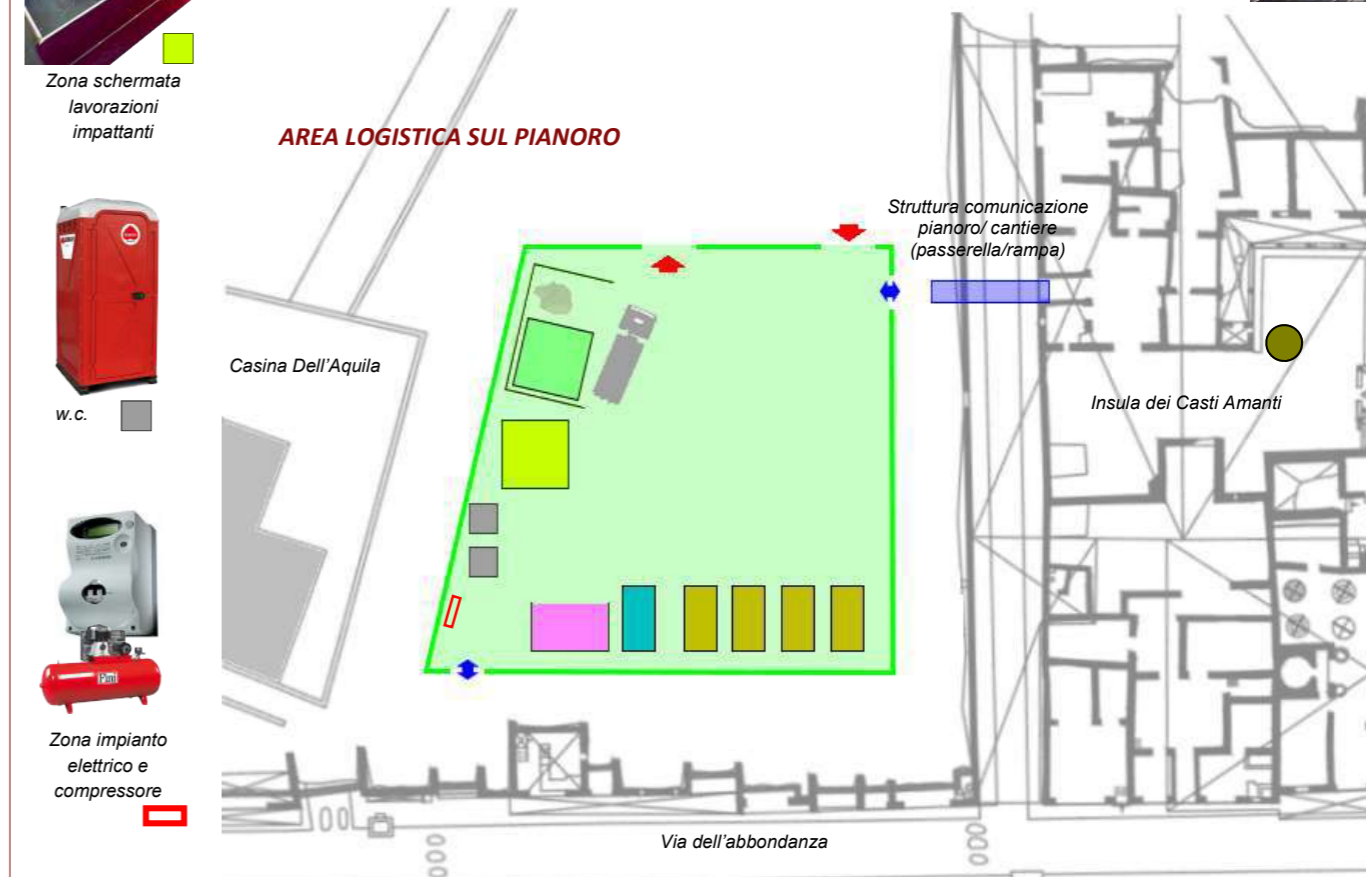 Zona schermata
lavorazioni
impattanti
AREA LOGISTICA SUL PIANORO
Struttura comunicazione
pianoro/ cantiere
(passerella/rampa)
Casina Dell'Aquila
Insula dei Casti Amanti
w.c.
Fini
Zona impianto
elettrico e
compressore
Via dell'abbondanza